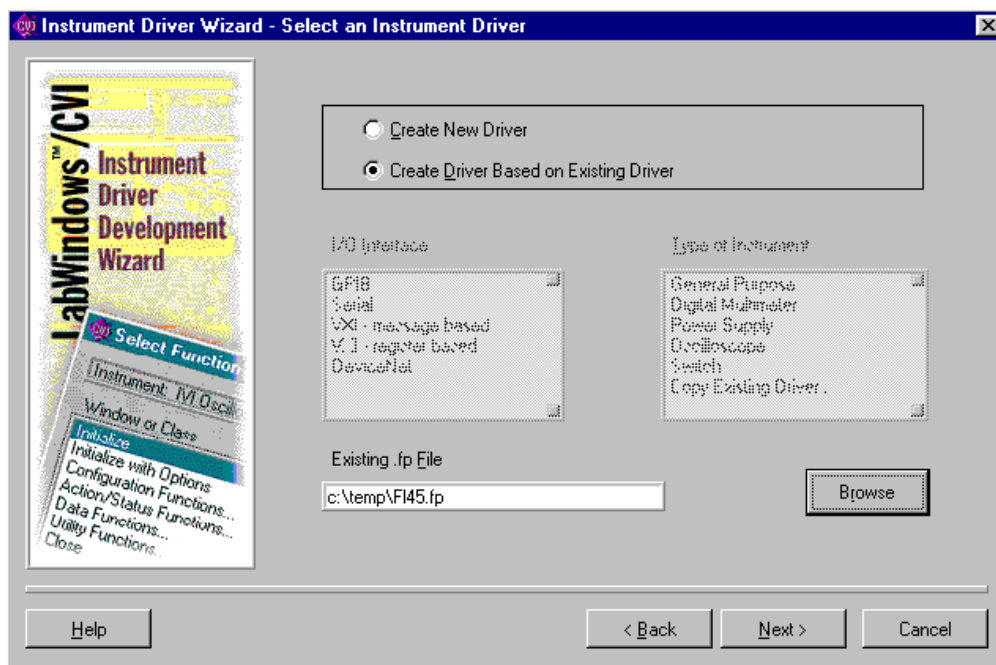 Instrument Driver Wizard - Select an Instrument Driver
LabWindows™/CVI
Instrument
Driver
Development
Wizard
CVI
Select Function
Instrument: IVI Oscil
Window or Class
Initialize
Initialize with Options
Configuration Functions...
Action/Status Functions...
Data Functions...
Utility Functions...
Close
Create New Driver
Create Driver Based on Existing Driver
I/O Interface
GPIB
Serial
VXI - message based
VXI - register based
DeviceNet
Type of Instrument
General Purpose
Digital Multimeter
Power Supply
Oscilloscope
Switch
Copy Existing Driver...
Existing .fp File
c:\temp\Fl45.fp
Browse
Help
< Back
Next >
Cancel